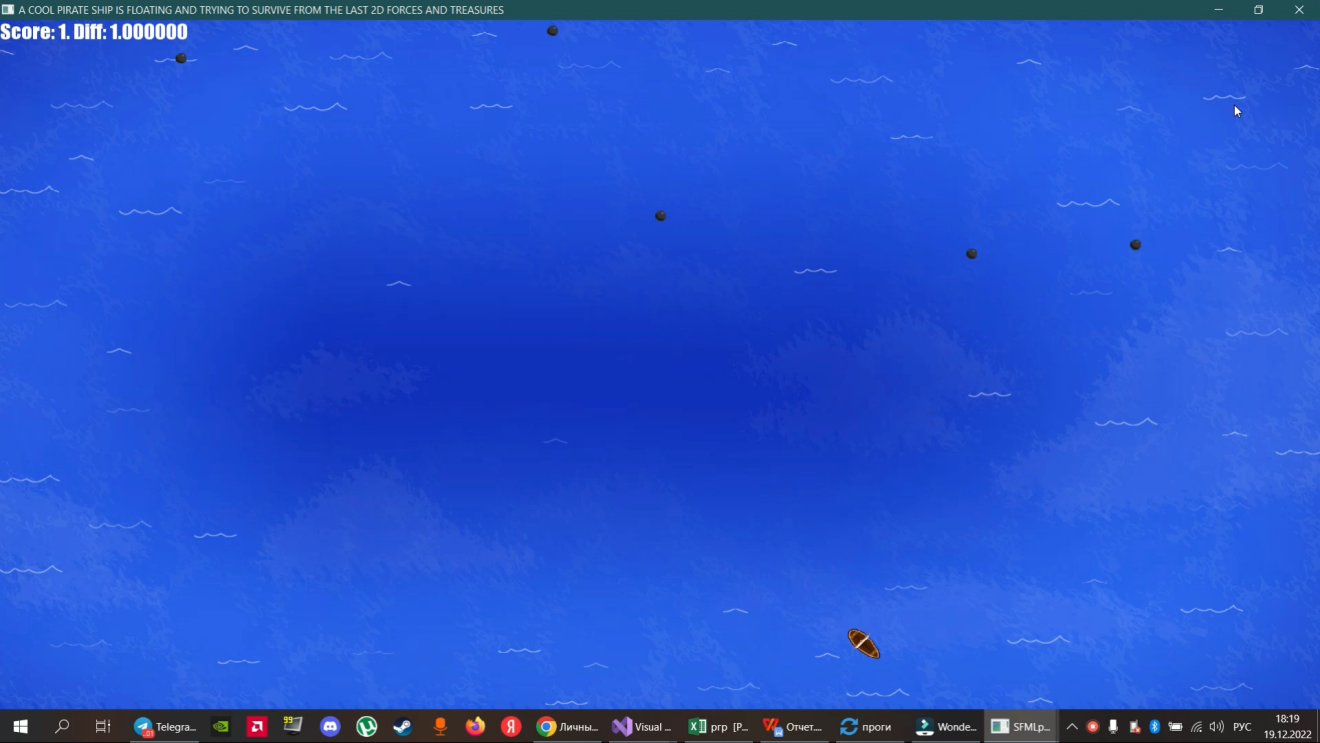 A COOL PIRATE SHIP IS FLOATING AND TRYING TO SURVIVE FROM THE LAST 2D FORCES AND TREASURES
Score: 1. Diff: 1.000000
Telegra...
99
Личны...
Visual ...
prp [P...
Отчет....
проги
Wonde...
SFMLp...
РУС
18:19
19.12.2022